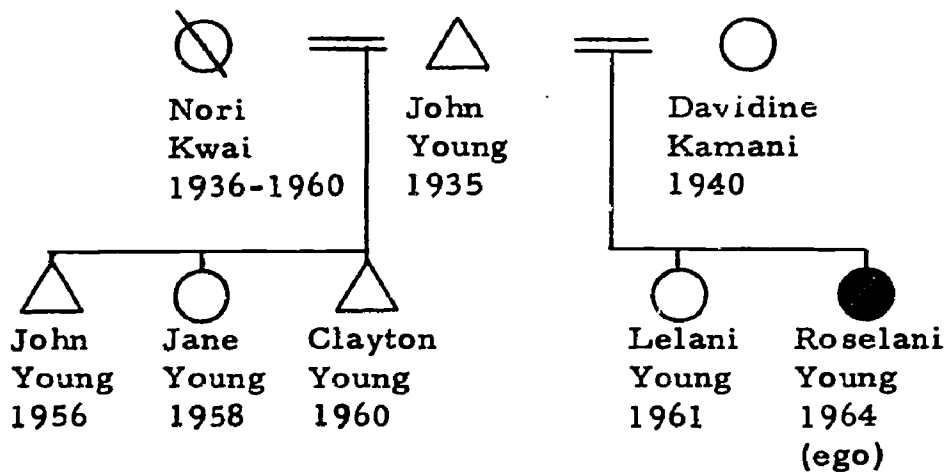 Nori
Kwai
1936-1960
John
Young
1935
Davidine
Kamani
1940
John
Young
1956
Jane
Young
1958
Clayton
Young
1960
Lelani
Young
1961
Roselani
Young
1964
(ego)